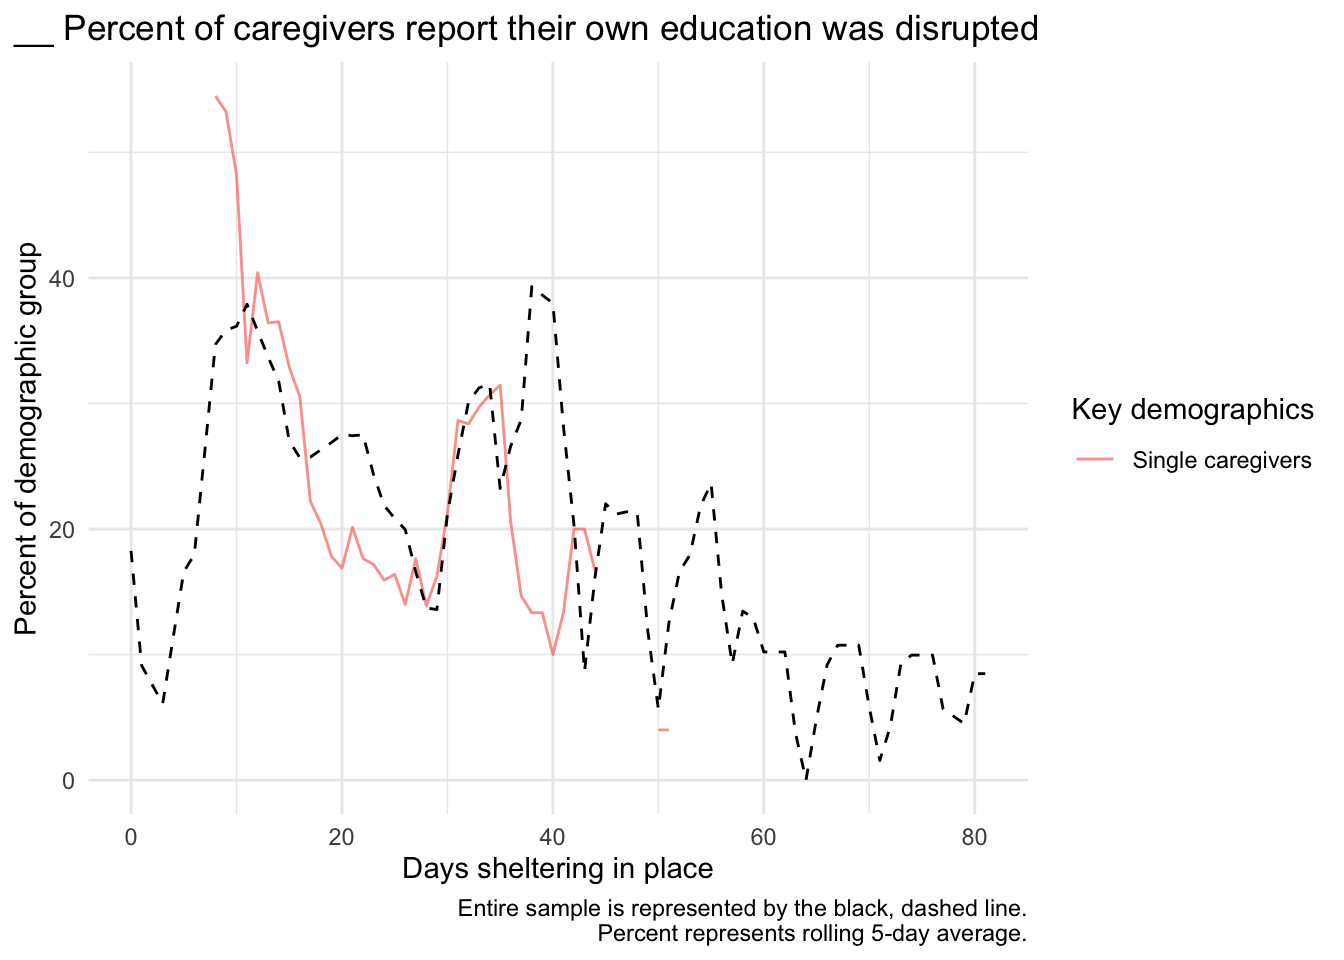 __ Percent of caregivers report their own education was disrupted
Percent of demographic group
40
20
0
0 20 40 60 80
Days sheltering in place
Key demographics
Single caregivers
Entire sample is represented by the black, dashed line.
Percent represents rolling 5-day average.